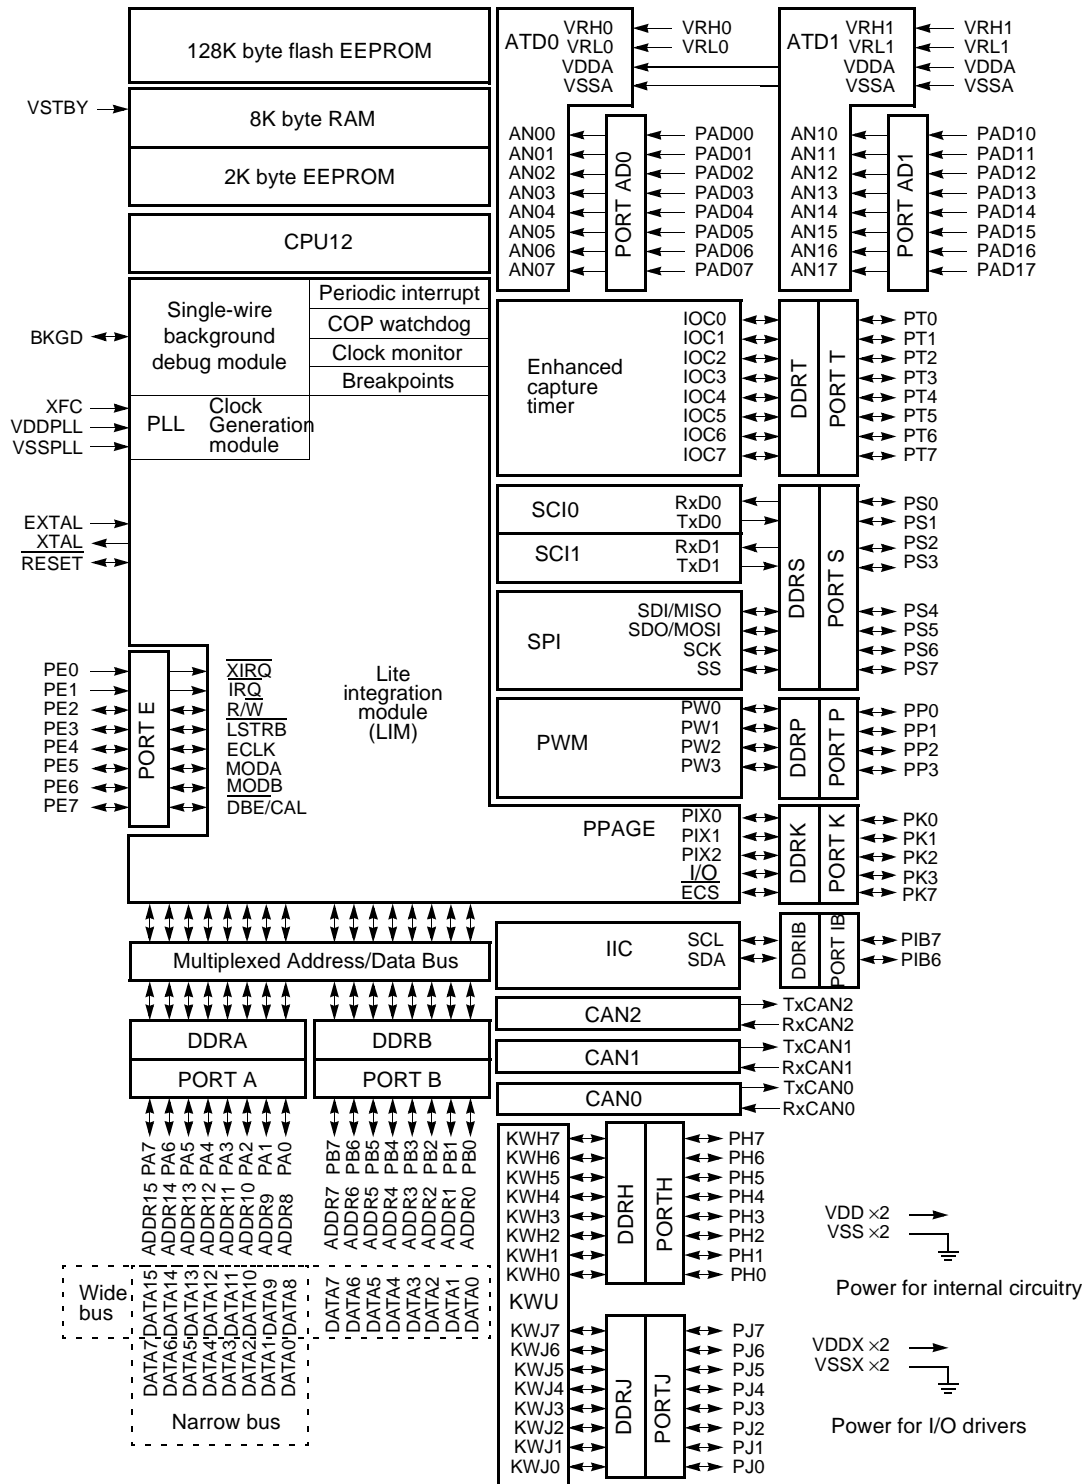 128K byte flash EEPROM
VSTBY
8K byte RAM
2K byte EEPROM
CPU12
Single-wire
background
debug module
Periodic interrupt
COP watchdog
Clock monitor
Breakpoints
BKGD
XFC
VDDPLL
VSSPLL
PLL
Clock
Generation
module
EXTAL
XTAL
RESET
PE0
PE1
PE2
PE3
PE4
PE5
PE6
PE7
PORT E
XIRQ
IRQ
R/W
LSTRB
ECLK
MODA
MODB
DBE/CAL
Lite
integration
module
(LIM)
ATD0
VRH0
VRL0
VDDA
VSSA
VRH0
VRL0
AN00
AN01
AN02
AN03
AN04
AN05
AN06
AN07
PORT AD0
PAD00
PAD01
PAD02
PAD03
PAD04
PAD05
PAD06
PAD07
ATD1
VRH1
VRL1
VDDA
VSSA
VRH1
VRL1
VDDA
VSSA
AN10
AN11
AN12
AN13
AN14
AN15
AN16
AN17
PORT AD1
PAD10
PAD11
PAD12
PAD13
PAD14
PAD15
PAD16
PAD17
Enhanced
capture
timer
IOC0
IOC1
IOC2
IOC3
IOC4
IOC5
IOC6
IOC7
DDRT
PORT T
PT0
PT1
PT2
PT3
PT4
PT5
PT6
PT7
SCI0
RxD0
TxD0
SCI1
RxD1
TxD1
SPI
SDI/MISO
SDO/MOSI
SCK
SS
DDRS
PORT S
PS0
PS1
PS2
PS3
PS4
PS5
PS6
PS7
PWM
PW0
PW1
PW2
PW3
DDRP
PORT P
PP0
PP1
PP2
PP3
PPAGE
PIX0
PIX1
PIX2
I/O
ECS
DDRK
PORT K
PK0
PK1
PK2
PK3
PK7
IIC
SCL
SDA
DDRIB
PORT IB
PIB7
PIB6
CAN2
TxCAN2
RxCAN2
CAN1
TxCAN1
RxCAN1
CAN0
TxCAN0
RxCAN0
Multiplexed Address/Data Bus
DDRA
PORT A
DDRB
PORT B
PA7
PA6
PA5
PA4
PA3
PA2
PA1
PA0
PB7
PB6
PB5
PB4
PB3
PB2
PB1
PB0
ADDR15
ADDR14
ADDR13
ADDR12
ADDR11
ADDR10
ADDR9
ADDR8
ADDR7
ADDR6
ADDR5
ADDR4
ADDR3
ADDR2
ADDR1
ADDR0
Wide
bus
DATA15
DATA14
DATA13
DATA12
DATA11
DATA10
DATA9
DATA8
DATA7
DATA6
DATA5
DATA4
DATA3
DATA2
DATA1
DATA0
DATA7
DATA6
DATA5
DATA4
DATA3
DATA2
DATA1
DATA0
Narrow bus
KWH7
KWH6
KWH5
KWH4
KWH3
KWH2
KWH1
KWH0
KWU
KWJ7
KWJ6
KWJ5
KWJ4
KWJ3
KWJ2
KWJ1
KWJ0
DDRH
PORTH
PH7
PH6
PH5
PH4
PH3
PH2
PH1
PH0
DDRJ
PORTJ
PJ7
PJ6
PJ5
PJ4
PJ3
PJ2
PJ1
PJ0
VDD ×2
VSS ×2
Power for internal circuitry
VDDX ×2
VSSX ×2
Power for I/O drivers